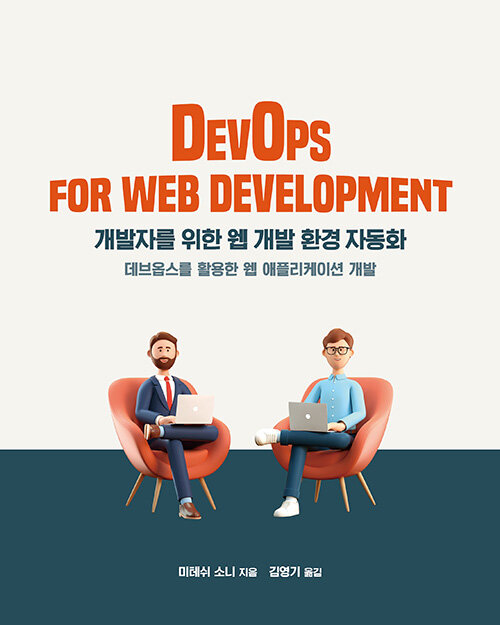 DEVOPS
FOR WEB DEVELOPMENT
개발자를 위한 웹 개발 환경 자동화
데브옵스를 활용한 웹 애플리케이션 개발
미테쉬 소니 지음 김영기 옮김